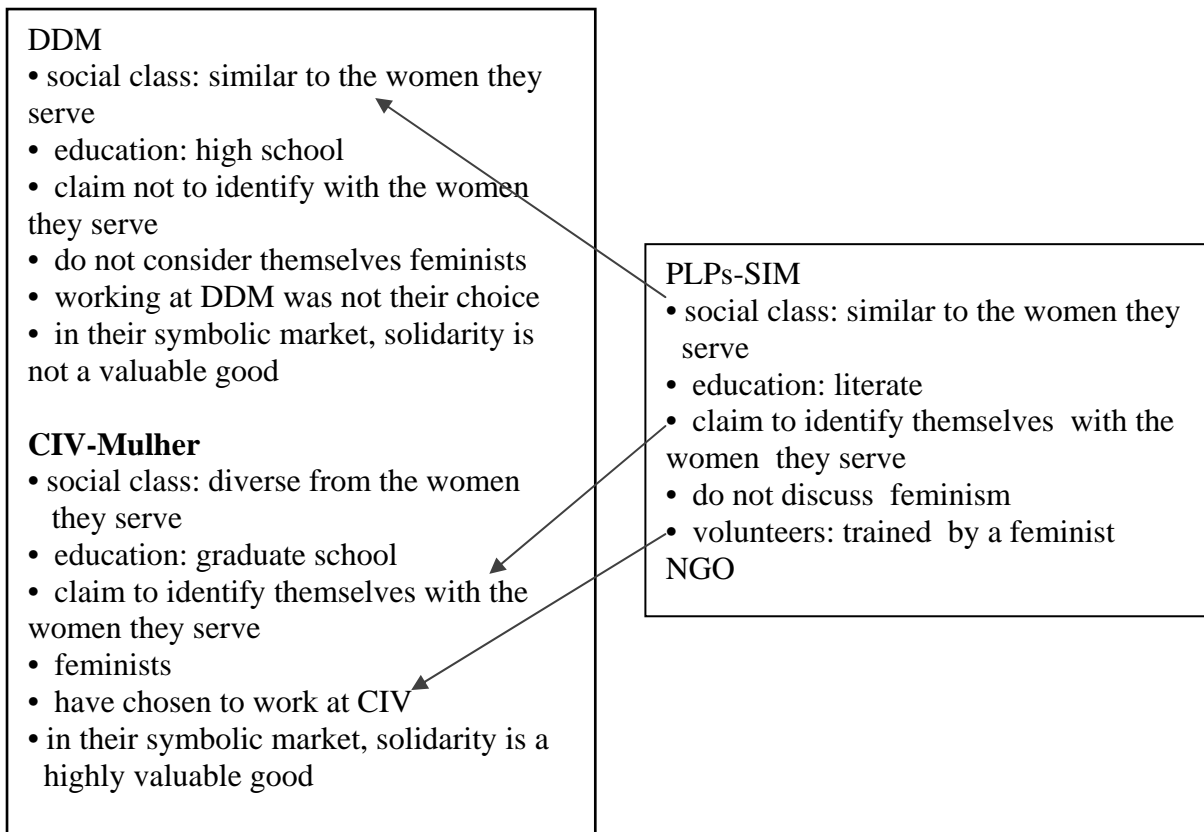 DDM
• social class: similar to the women they
serve
• education: high school
• claim not to identify with the women
they serve
• do not consider themselves feminists
• working at DDM was not their choice
• in their symbolic market, solidarity is
not a valuable good
CIV-Mulher
• social class: diverse from the women
they serve
• education: graduate school
• claim to identify themselves with the
women they serve
• feminists
• have chosen to work at CIV
• in their symbolic market, solidarity is a
highly valuable good
PLPs-SIM
• social class: similar to the women they
serve
• education: literate
• claim to identify themselves with the
women they serve
• do not discuss feminism
• volunteers: trained by a feminist
NGO